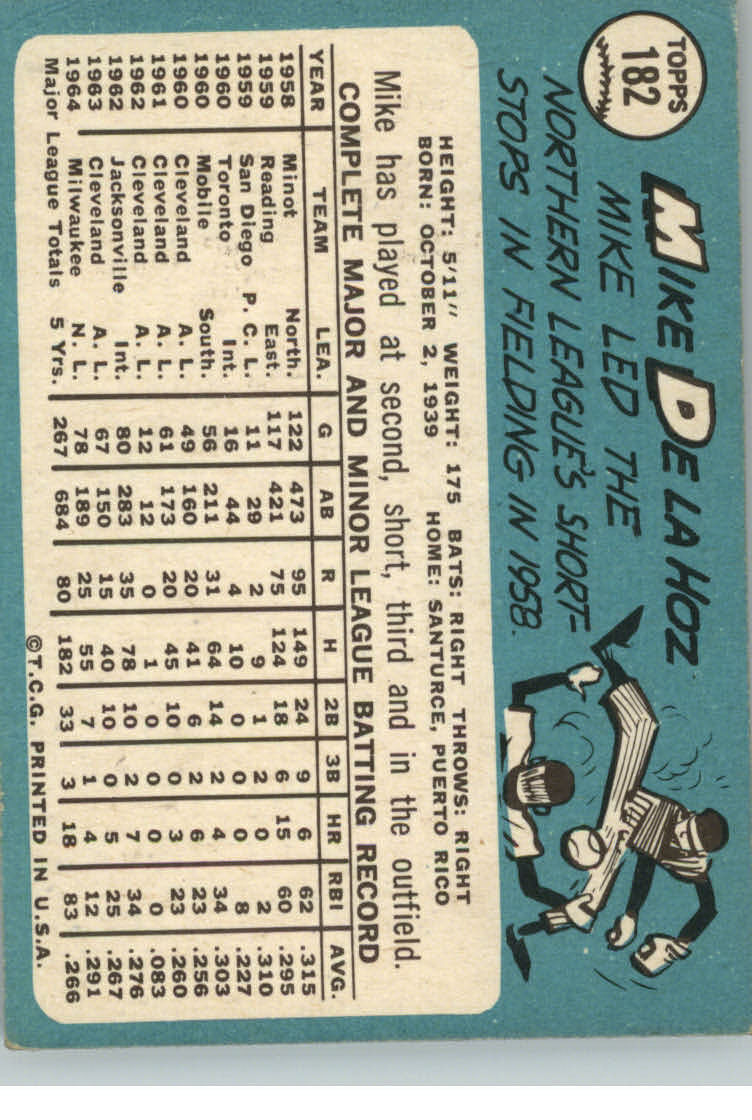 TOPPS
182
MIKE DE LA HOZ
MIKE LED THE
NORTHERN LEAGUE'S SHORT-
STOPS IN FIELDING IN 1958.
HEIGHT: 5'11" WEIGHT: 175 BATS: RIGHT THROWS: RIGHT
BORN: OCTOBER 2, 1939 HOME: SANTURCE, PUERTO RICO
Mike has played at second, short, third and in the outfield.
COMPLETE MAJOR AND MINOR LEAGUE BATTING RECORD
YEAR TEAM LEA. G AB R H 2B 3B HR RBI AVG.
1958 Minot North. 122 473 95 149 24 9 6 62 .315
1959 Reading East. 117 421 75 124 18 6 15 60 .295
1959 San Diego P. C. L. 11 29 2 9 1 2 0 2 .310
1960 Toronto Int. 16 44 4 10 0 0 0 8 .227
1960 Mobile South. 56 211 31 64 14 2 4 34 .303
1960 Cleveland A. L. 49 160 20 41 6 2 6 23 .256
1961 Cleveland A. L. 61 173 20 45 10 0 3 23 .260
1962 Cleveland A. L. 12 12 0 1 0 0 0 0 .083
1962 Jacksonville Int. 80 283 35 78 10 2 7 34 .276
1963 Cleveland A. L. 67 150 15 40 10 0 5 25 .267
1964 Milwaukee N. L. 78 189 25 55 7 1 4 12 .291
Major League Totals 5 Yrs. 267 684 80 182 33 3 18 83 .266
©T.C.G. PRINTED IN U.S.A.